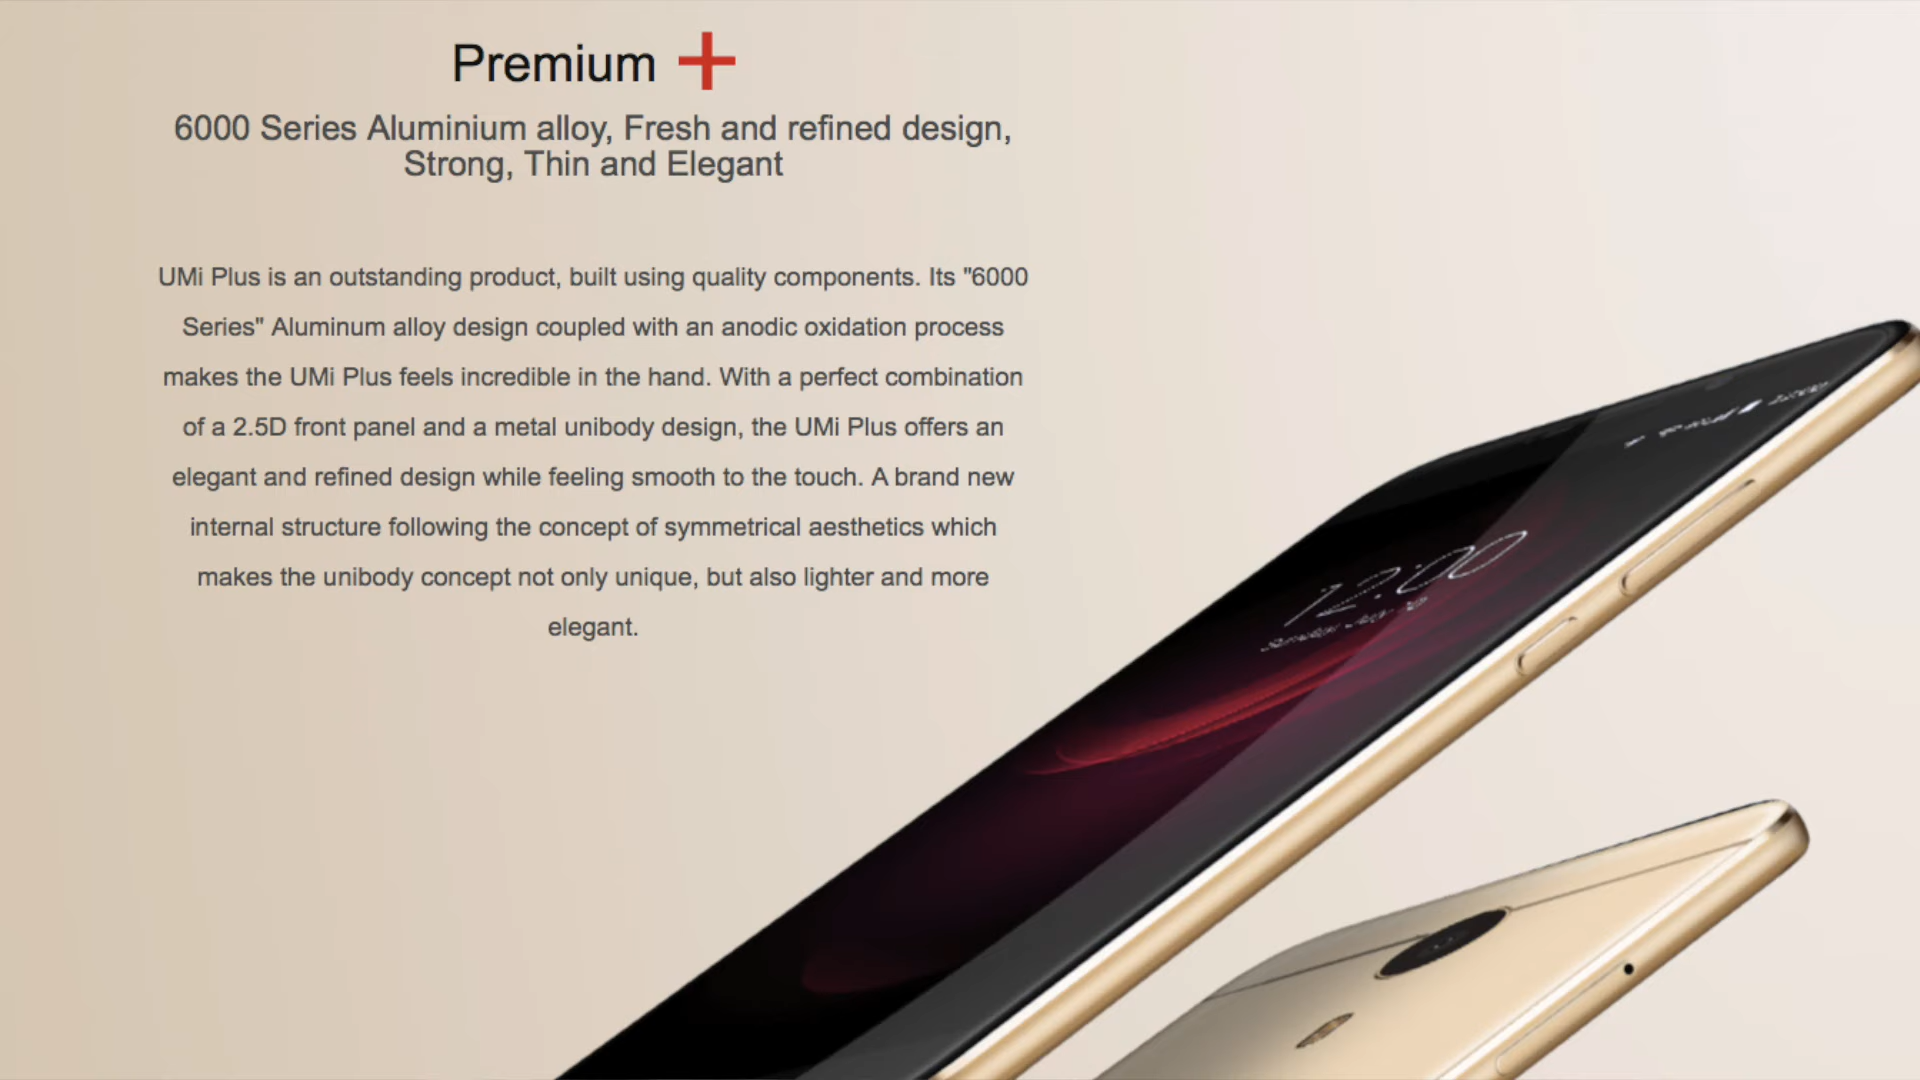 Premium +
6000 Series Aluminium alloy, Fresh and refined design,
Strong, Thin and Elegant
UMi Plus is an outstanding product, built using quality components. Its "6000
Series" Aluminum alloy design coupled with an anodic oxidation process
makes the UMi Plus feels incredible in the hand. With a perfect combination
of a 2.5D front panel and a metal unibody design, the UMi Plus offers an
elegant and refined design while feeling smooth to the touch. A brand new
internal structure following the concept of symmetrical aesthetics which
makes the unibody concept not only unique, but also lighter and more
elegant.
12:00